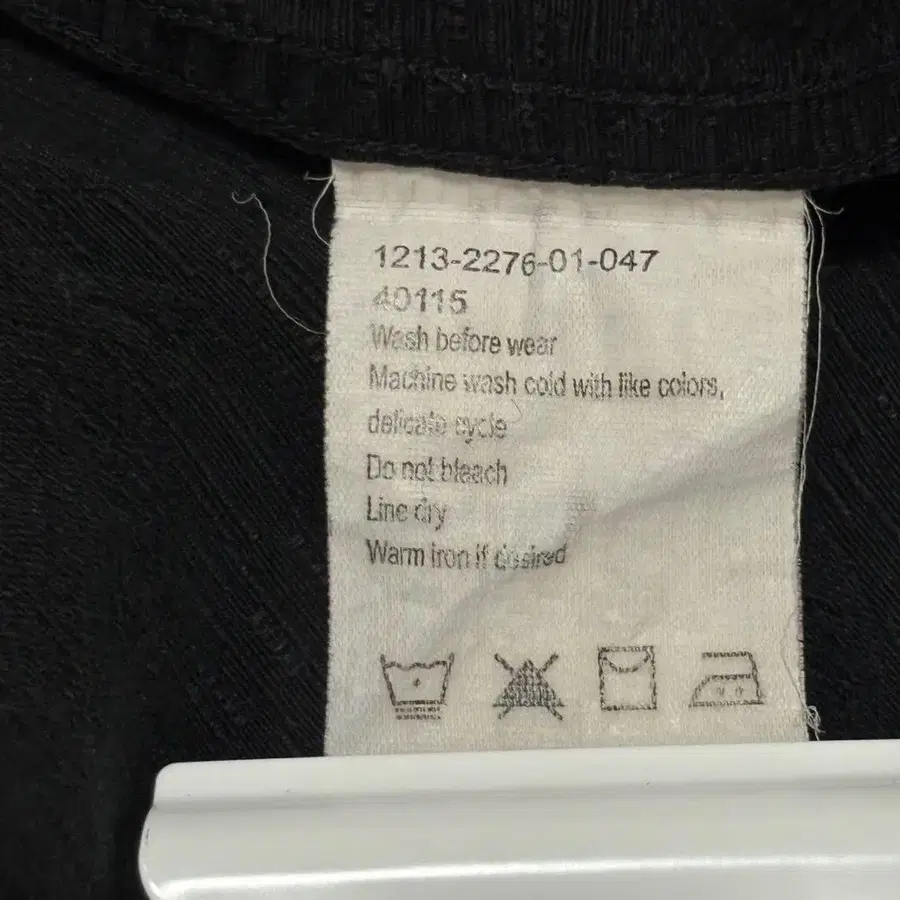 1213-2276-01-047
40115
Wash before wear
Machine wash cold with like colors,
delicate cycle
Do not bleach
Line dry
Warm iron if desired